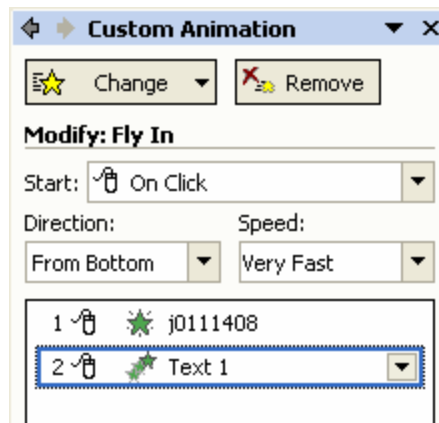 Custom Animation
Change Remove
Modify: Fly In
Start: On Click
Direction: Speed:
From Bottom Very Fast
1 j0111408
2 Text 1